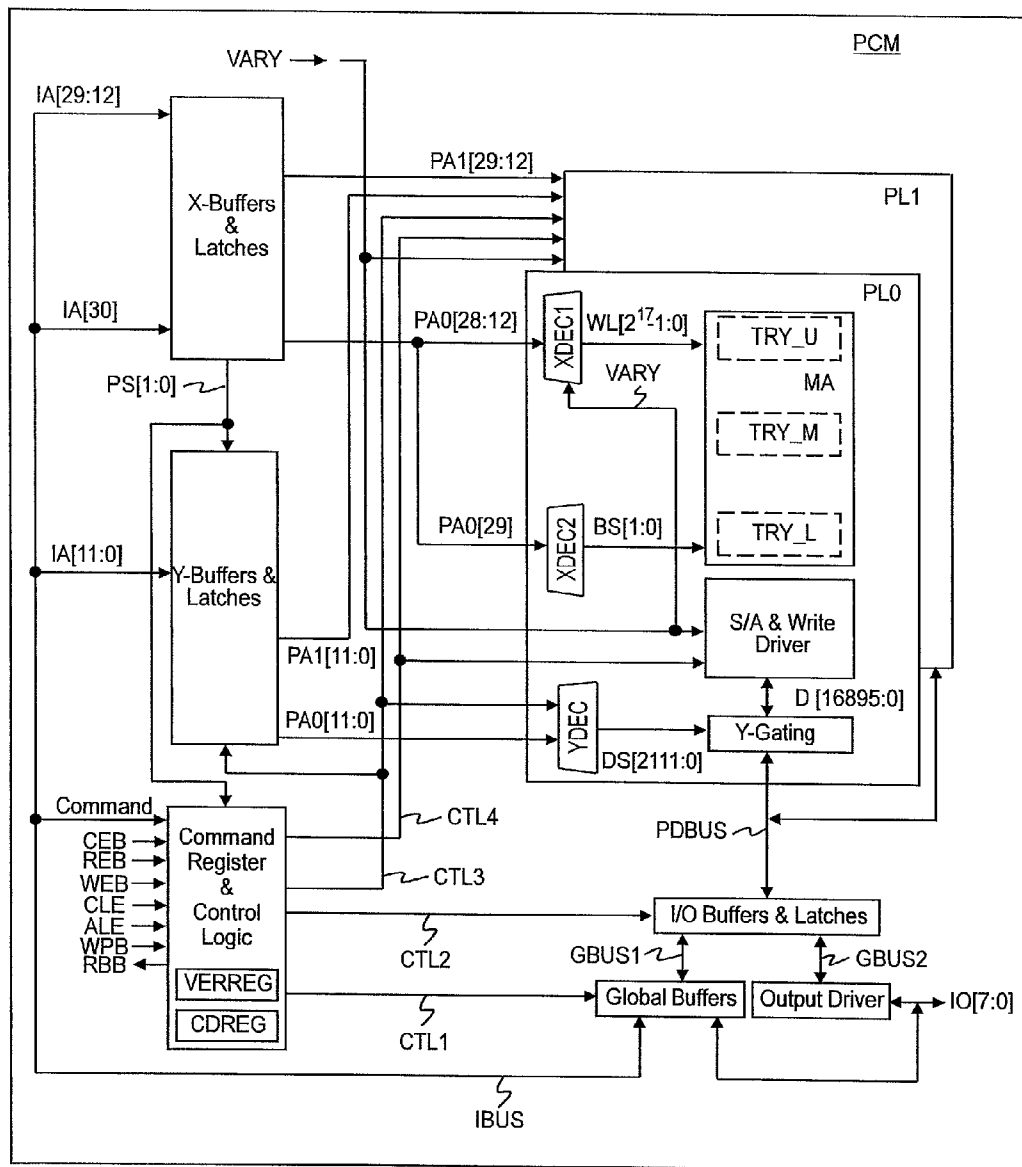 PCM
VARY
IA[29:12]
X-Buffers
&
Latches
PA1[29:12]
PL1
PL0
IA[30]
PS[1:0]
PA0[28:12]
XDEC1
WL[2^17-1:0]
TRY_U
MA
VARY
TRY_M
PA0[29]
XDEC2
BS[1:0]
TRY_L
IA[11:0]
Y-Buffers &
Latches
S/A & Write
Driver
PA1[11:0]
PA0[11:0]
YDEC
D [16895:0]
DS[2111:0]
Y-Gating
Command
CEB
REB
WEB
CLE
ALE
WPB
RBB
Command
Register
&
Control
Logic
VERREG
CDREG
CTL4
CTL3
PDBUS
I/O Buffers & Latches
CTL2
GBUS1
GBUS2
Global Buffers
Output Driver
IO[7:0]
CTL1
IBUS